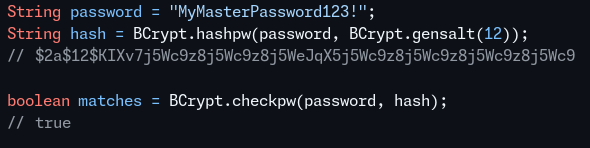 String password = "MyMasterPassword123!";
String hash = BCrypt.hashpw(password, BCrypt.gensalt(12));
// $2a$12$KIXv7j5Wc9z8j5Wc9z8j5WeJqX5j5Wc9z8j5Wc9z8j5Wc9z8j5Wc9
boolean matches = BCrypt.checkpw(password, hash);
// true